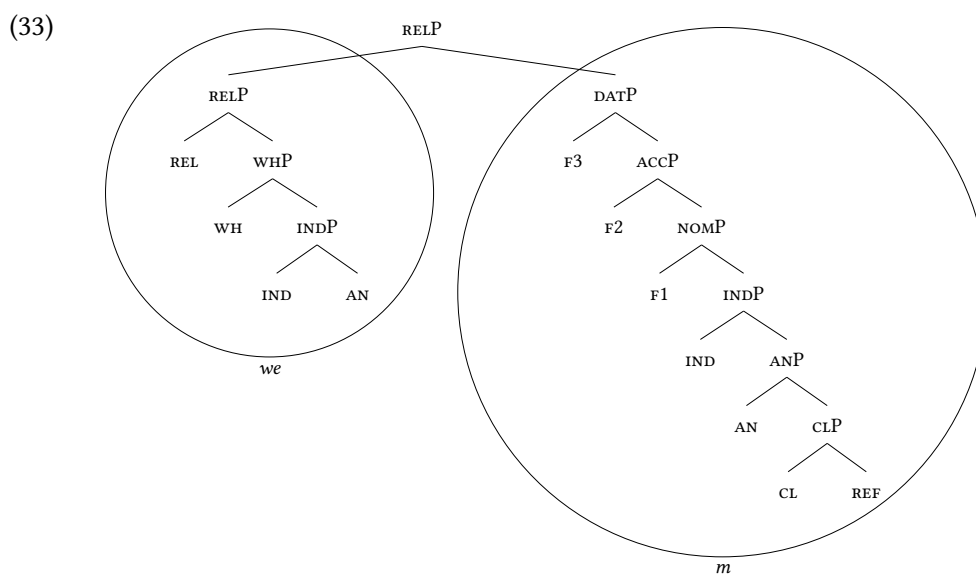 (33)
RELP
RELP DATP
REL WHP F3 ACCP
WH INDP F2 NOMP
IND AN F1 INDP
we IND ANP
AN CLP
CL REF
m